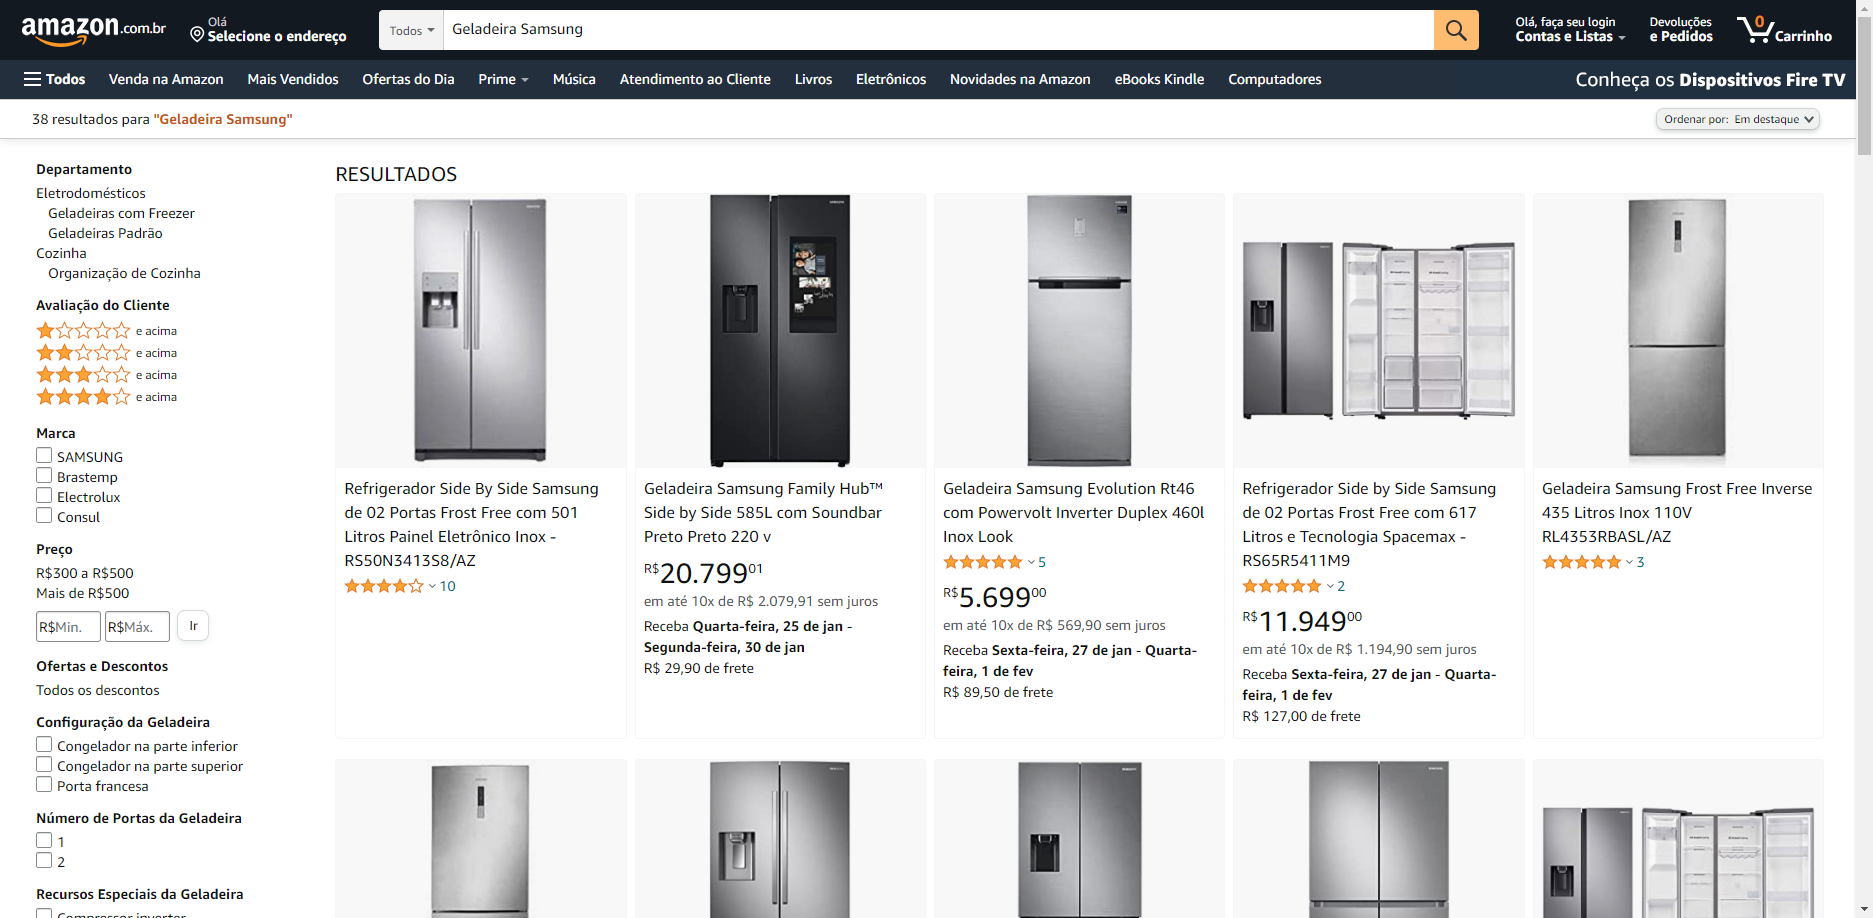 amazon.com.br
Olá
Selecione o endereço
Todos
Geladeira Samsung
Olá, faça seu login
Contas e Listas
Devoluções
e Pedidos
0
Carrinho
Todos
Venda na Amazon
Mais Vendidos
Ofertas do Dia
Prime
Música
Atendimento ao Cliente
Livros
Eletrônicos
Novidades na Amazon
eBooks Kindle
Computadores
Conheça os Dispositivos Fire TV
38 resultados para "Geladeira Samsung"
Ordenar por: Em destaque
Departamento
Eletrodomésticos
Geladeiras com Freezer
Geladeiras Padrão
Cozinha
Organização de Cozinha
Avaliação do Cliente
e acima
e acima
e acima
e acima
Marca
SAMSUNG
Brastemp
Electrolux
Consul
Preço
R$300 a R$500
Mais de R$500
R$Mín.
R$Máx.
Ir
Ofertas e Descontos
Todos os descontos
Configuração da Geladeira
Congelador na parte inferior
Congelador na parte superior
Porta francesa
Número de Portas da Geladeira
1
2
Recursos Especiais da Geladeira
Compressor inverter
RESULTADOS
Refrigerador Side By Side Samsung
de 02 Portas Frost Free com 501
Litros Painel Eletrônico Inox -
RS50N3413S8/AZ
10
Geladeira Samsung Family Hub™
Side by Side 585L com Soundbar
Preto Preto 220 v
R$20.79901
em até 10x de R$ 2.079,91 sem juros
Receba Quarta-feira, 25 de jan -
Segunda-feira, 30 de jan
R$ 29,90 de frete
Geladeira Samsung Evolution Rt46
com Powervolt Inverter Duplex 460l
Inox Look
5
R$5.69900
em até 10x de R$ 569,90 sem juros
Receba Sexta-feira, 27 de jan - Quarta-
feira, 1 de fev
R$ 89,50 de frete
Refrigerador Side by Side Samsung
de 02 Portas Frost Free com 617
Litros e Tecnologia Spacemax -
RS65R5411M9
2
R$11.94900
em até 10x de R$ 1.194,90 sem juros
Receba Sexta-feira, 27 de jan - Quarta-
feira, 1 de fev
R$ 127,00 de frete
Geladeira Samsung Frost Free Inverse
435 Litros Inox 110V
RL4353RBASL/AZ
3